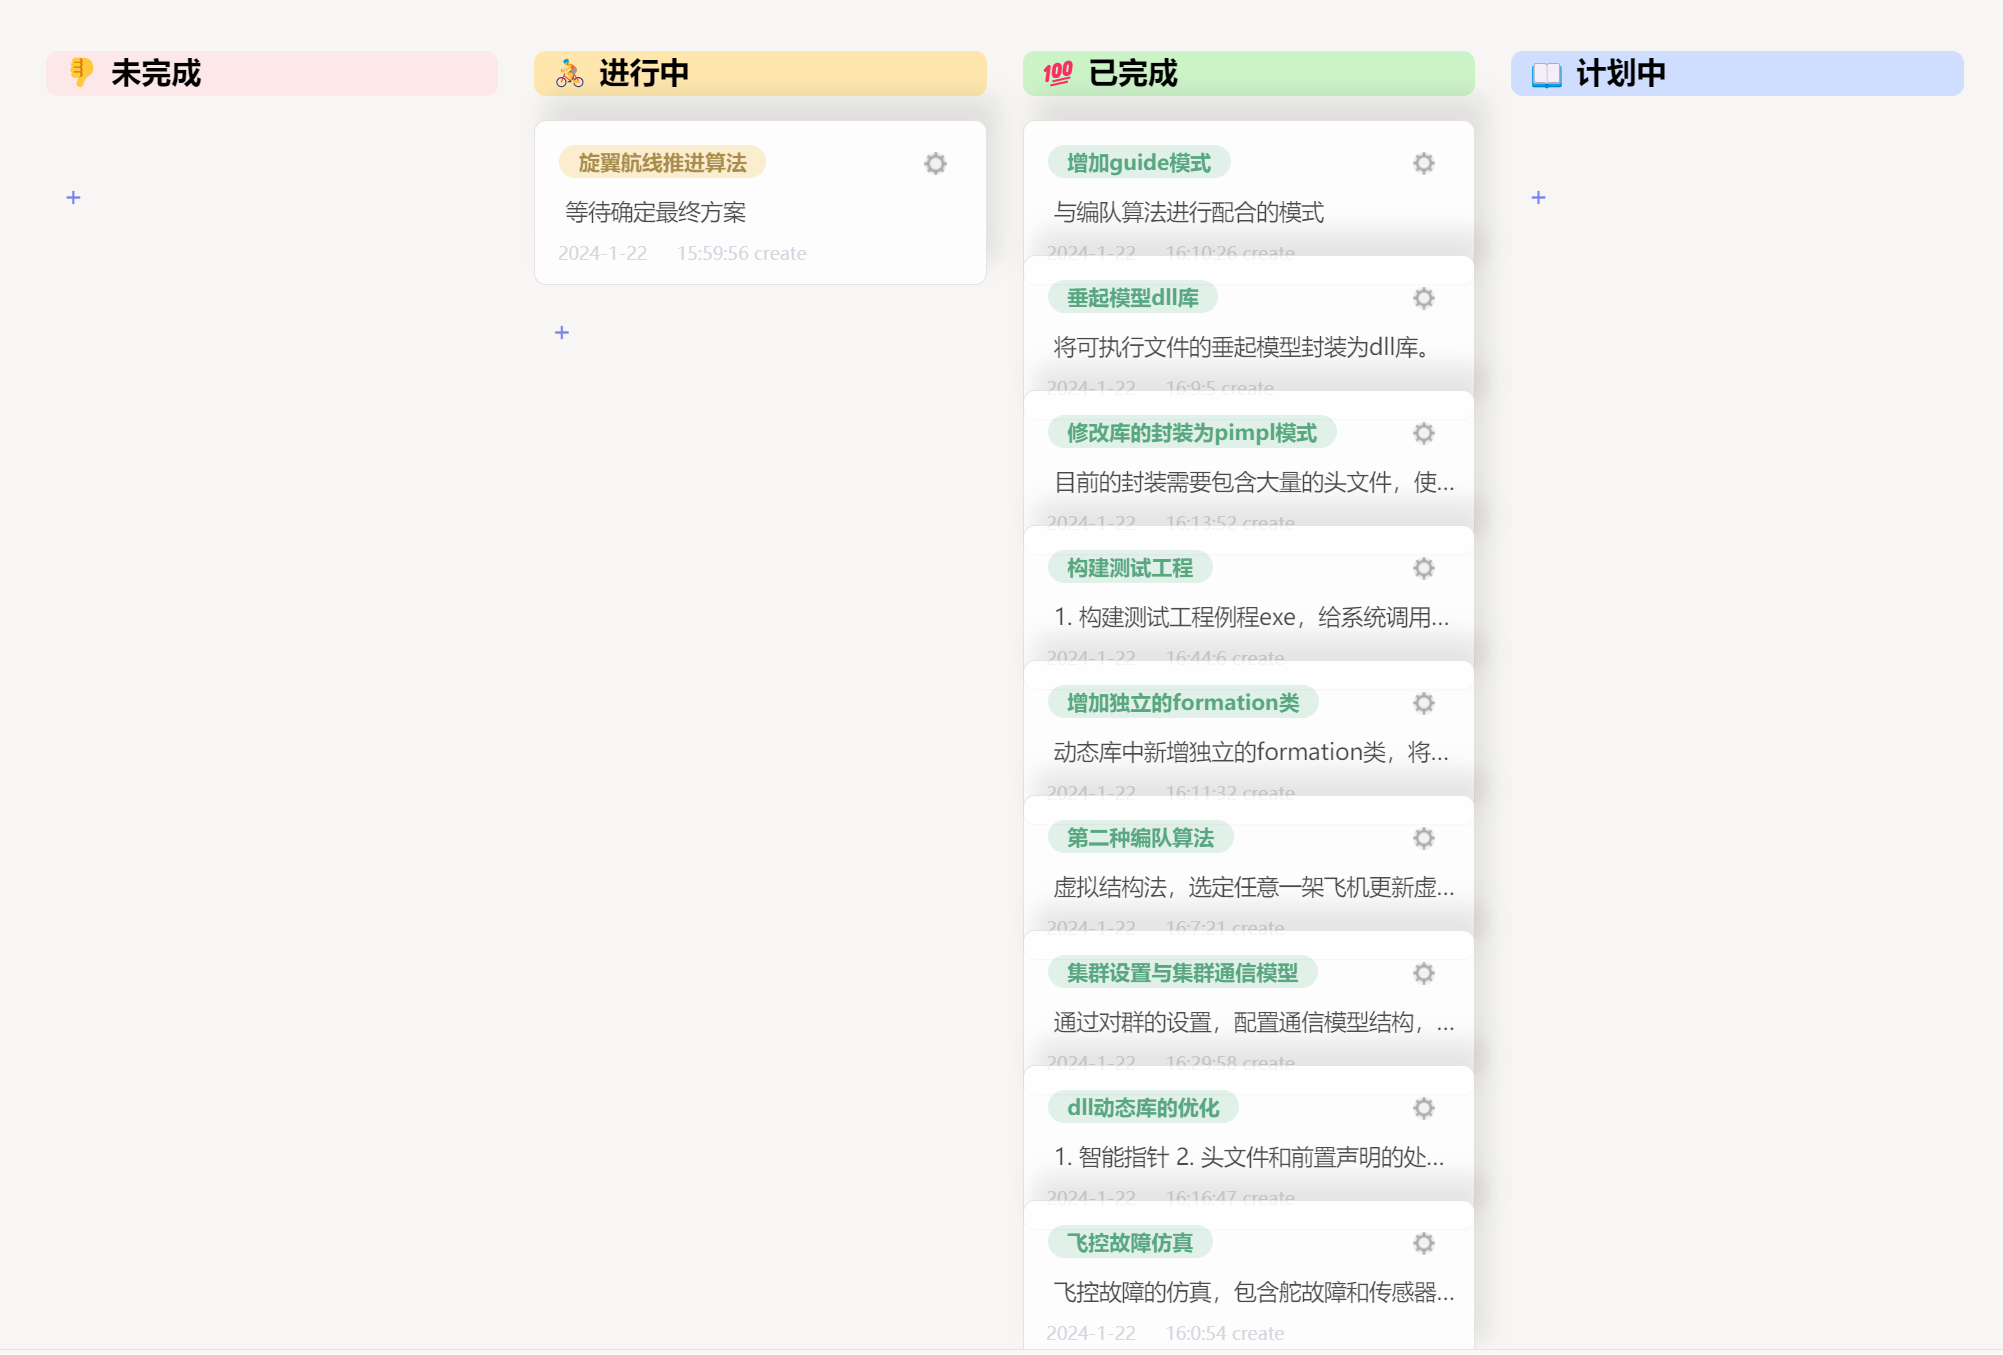 未完成
进行中
旋翼航线推进算法
等待确定最终方案
2024-1-22 15:59:56 create
+
已完成
增加guide模式
与编队算法进行配合的模式
2024-1-22 16:10:26 create
垂起模型dll库
将可执行文件的垂起模型封装为dll库。
2024-1-22 16:9:5 create
修改库的封装为pimpl模式
目前的封装需要包含大量的头文件，使...
2024-1-22 16:13:52 create
构建测试工程
1. 构建测试工程例程exe，给系统调用...
2024-1-22 16:44:6 create
增加独立的formation类
动态库中新增独立的formation类，将...
2024-1-22 16:11:32 create
第二种编队算法
虚拟结构法，选定任意一架飞机更新虚...
2024-1-22 16:7:21 create
集群设置与集群通信模型
通过对群的设置，配置通信模型结构，...
2024-1-22 16:29:58 create
dll动态库的优化
1. 智能指针 2. 头文件和前置声明的处...
2024-1-22 16:16:47 create
飞控故障仿真
飞控故障的仿真，包含舵故障和传感器...
2024-1-22 16:0:54 create
计划中
+